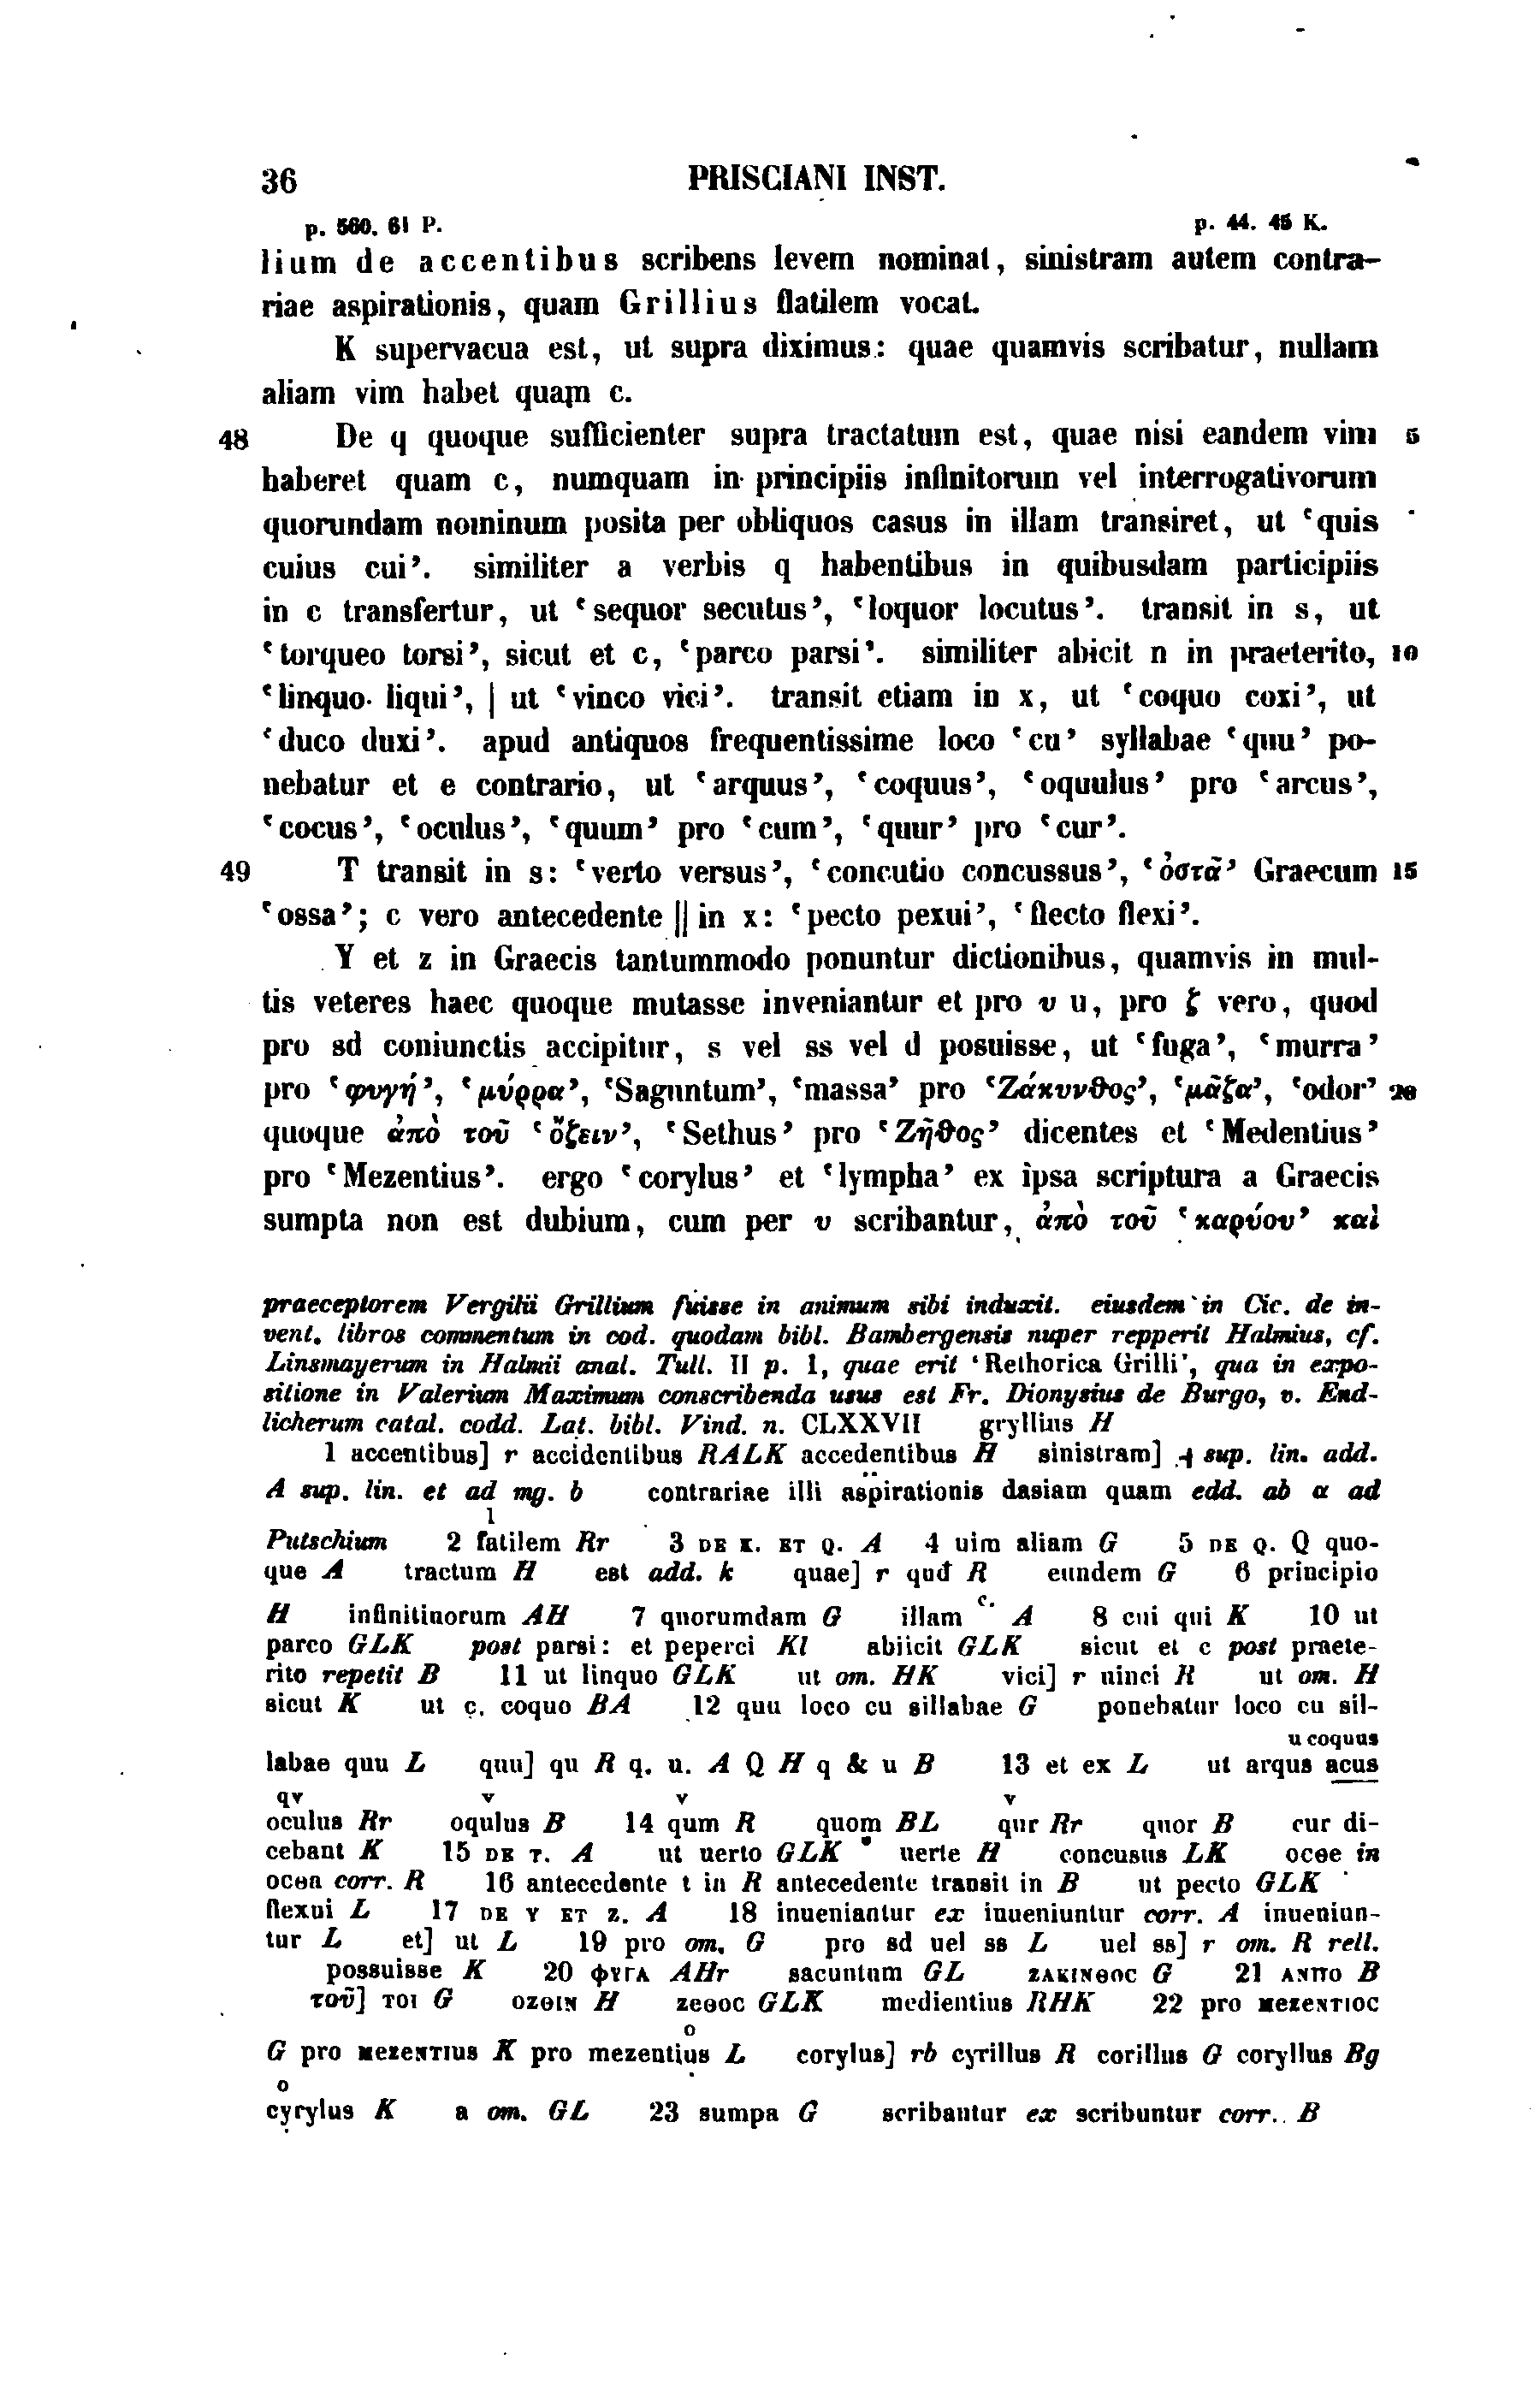 36 PRISCIANI INST.
p. 560. 61 P. p. 44. 45 K.
lium de accentibus scribens levem nominat, sinistram autem contra-
riae aspirationis, quam Grillius flatilem vocat.
K supervacua est, ut supra diximus: quae quamvis scribatur, nullam
aliam vim habet quam c.
48 De q quoque sufficienter supra tractatum est, quae nisi eandem vim 5
haberet quam c, numquam in principiis infinitorum vel interrogativorum
quorundam nominum posita per obliquos casus in illam transiret, ut ‘quis
cuius cui’. similiter a verbis q habentibus in quibusdam participiis
in c transfertur, ut ‘sequor secutus’, ‘loquor locutus’. transit in s, ut
‘torqueo torsi’, sicut et c, ‘parco parsi’. similiter abicit n in praeterito, 10
‘linquo liqui’, | ut ‘vinco vici’. transit etiam in x, ut ‘coquo coxi’, ut
‘duco duxi’. apud antiquos frequentissime loco ‘cu’ syllabae ‘quu’ po-
nebatur et e contrario, ut ‘arquus’, ‘coquus’, ‘oquulus’ pro ‘arcus’,
‘cocus’, ‘oculus’, ‘quum’ pro ‘cum’, ‘quur’ pro ‘cur’.
49 T transit in s: ‘verto versus’, ‘concutio concussus’, ‘ὀστᾶ’ Graecum 15
‘ossa’; c vero antecedente || in x: ‘pecto pexui’, ‘flecto flexi’.
Y et z in Graecis tantummodo ponuntur dictionibus, quamvis in mul-
tis veteres haec quoque mutasse inveniantur et pro υ u, pro ζ vero, quod
pro sd coniunctis accipitur, s vel ss vel d posuisse, ut ‘fuga’, ‘murra’
pro ‘φυγή’, ‘μύρρα’, ‘Saguntum’, ‘massa’ pro ‘Ζάκυνθος’, ‘μᾶζα’, ‘odor’ 20
quoque ἀπὸ τοῦ ‘ὄζειν’, ‘Sethus’ pro ‘Ζῆθος’ dicentes et ‘Medentius’
pro ‘Mezentius’. ergo ‘corylus’ et ‘lympha’ ex ipsa scriptura a Graecis
sumpta non est dubium, cum per υ scribantur, ἀπὸ τοῦ ‘καρύου’ καὶ
praeceptorem Vergilii Grillium fuisse in animum sibi induxit. eiusdem in Cic. de in-
vent. libros commentum in cod. quodam bibl. Bambergensis nuper repperit Halmius, cf.
Linsmayerum in Halmii anal. Tull. II p. 1, quae erit ‘Rethorica Grilli’, qua in expo-
sitione in Valerium Maximum conscribenda usus est Fr. Dionysius de Burgo, v. End-
licherum catal. codd. Lat. bibl. Vind. n. CLXXVII gryllius H
1 accentibus] r accidentibus RALK accedentibus H sinistram] ⊣ sup. lin. add.
A sup. lin. et ad mg. b contrariae illi aspirationis dasiam quam edd. ab α ad
l
Putschium 2 fatilem Rr 3 DE K. ET Q. A 4 uim aliam G 5 DE Q. Q quo-
que A tractum H est add. k quae] r qud R eundem G 6 principio
H infinitiuorum AH 7 quorumdam G illam c. A 8 cui qui K 10 ut
parco GLK post parsi: et peperci Kl abiicit GLK sicut et c post praete-
rito repetit B 11 ut linquo GLK ut om. HK vici] r uinci R ut om. H
sicut K ut c. coquo BA 12 quu loco cu sillabae G ponebatur loco cu sil-
u coquus
labae quu L quu] qu R q. u. A Q H q & u B 13 et ex L ut arqus acus
qv v v v
oculus Rr oqulus B 14 qum R quom BL qur Rr quor B cur di-
cebant K 15 DE T. A ut uerto GLK uerte H concusus LK ocee in
ocea corr. R 16 antecedente t in R antecedente transit in B ut pecto GLK
flexui L 17 DE Y ET Z. A 18 inueniantur ex inueniuntur corr. A inueniun-
tur L et] ut L 19 pro om. G pro sd uel ss L uel ss] r om. R rell.
possuisse K 20 ΦΥΓΑ AHr sacuntum GL ΖΑΚΙΝΘΟC G 21 ΑΝΠΟ B
τοῦ] ΤΟΙ G ΟΖΘΙΝ H ΖΕΘΟC GLK medientius RHK 22 pro ΜΕΖΕΝΤΙΟC
o
G pro ΜΕΖΕΝΤΙUS K pro mezentius L corylus] rb cyrillus R corillus G coryllus Bg
o
cyrylus K a om. GL 23 sumpa G scribantur ex scribuntur corr. B